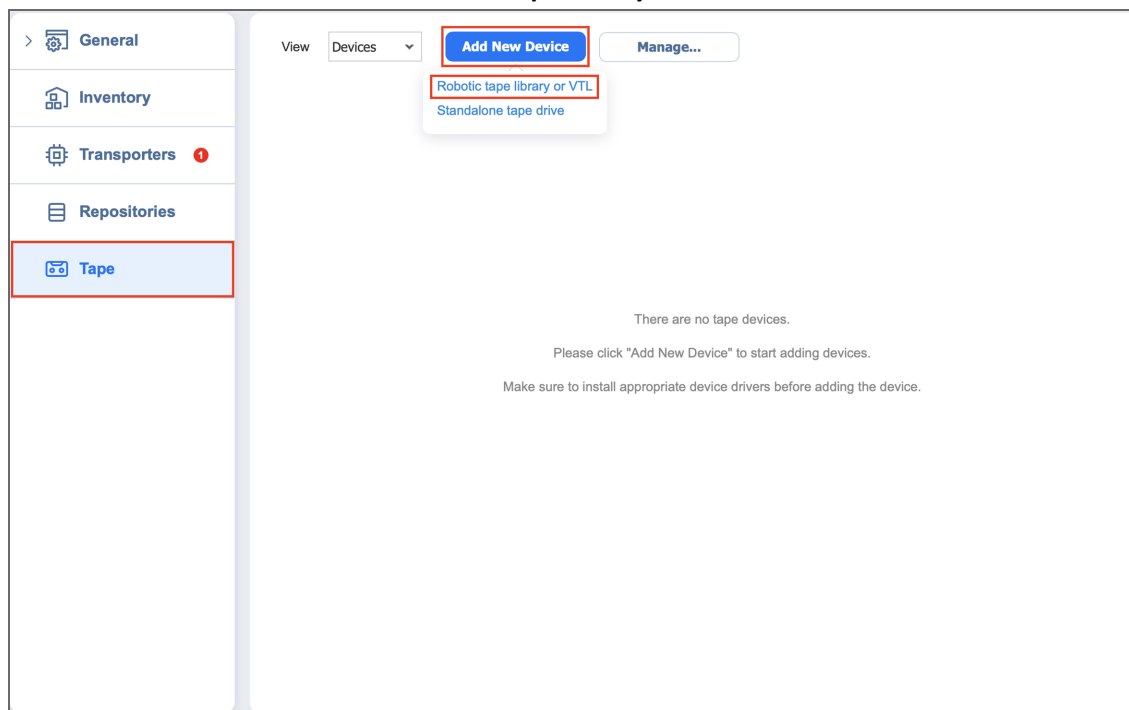 General
Inventory
Transporters 1
Repositories
Tape
View Devices Add New Device Manage...
Robotic tape library or VTL
Standalone tape drive
There are no tape devices.
Please click "Add New Device" to start adding devices.
Make sure to install appropriate device drivers before adding the device.